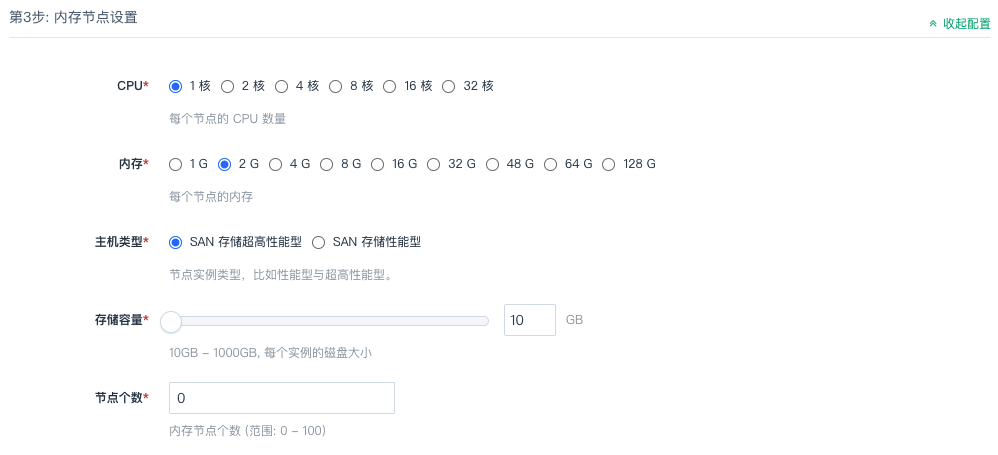 第3步: 内存节点设置
收起配置
CPU* 1 核 2 核 4 核 8 核 16 核 32 核
每个节点的 CPU 数量
内存* 1 G 2 G 4 G 8 G 16 G 32 G 48 G 64 G 128 G
每个节点的内存
主机类型* SAN 存储超高性能型 SAN 存储性能型
节点实例类型，比如性能型与超高性能型。
存储容量* 10 GB
10GB – 1000GB, 每个实例的磁盘大小
节点个数* 0
内存节点个数 (范围: 0 – 100)